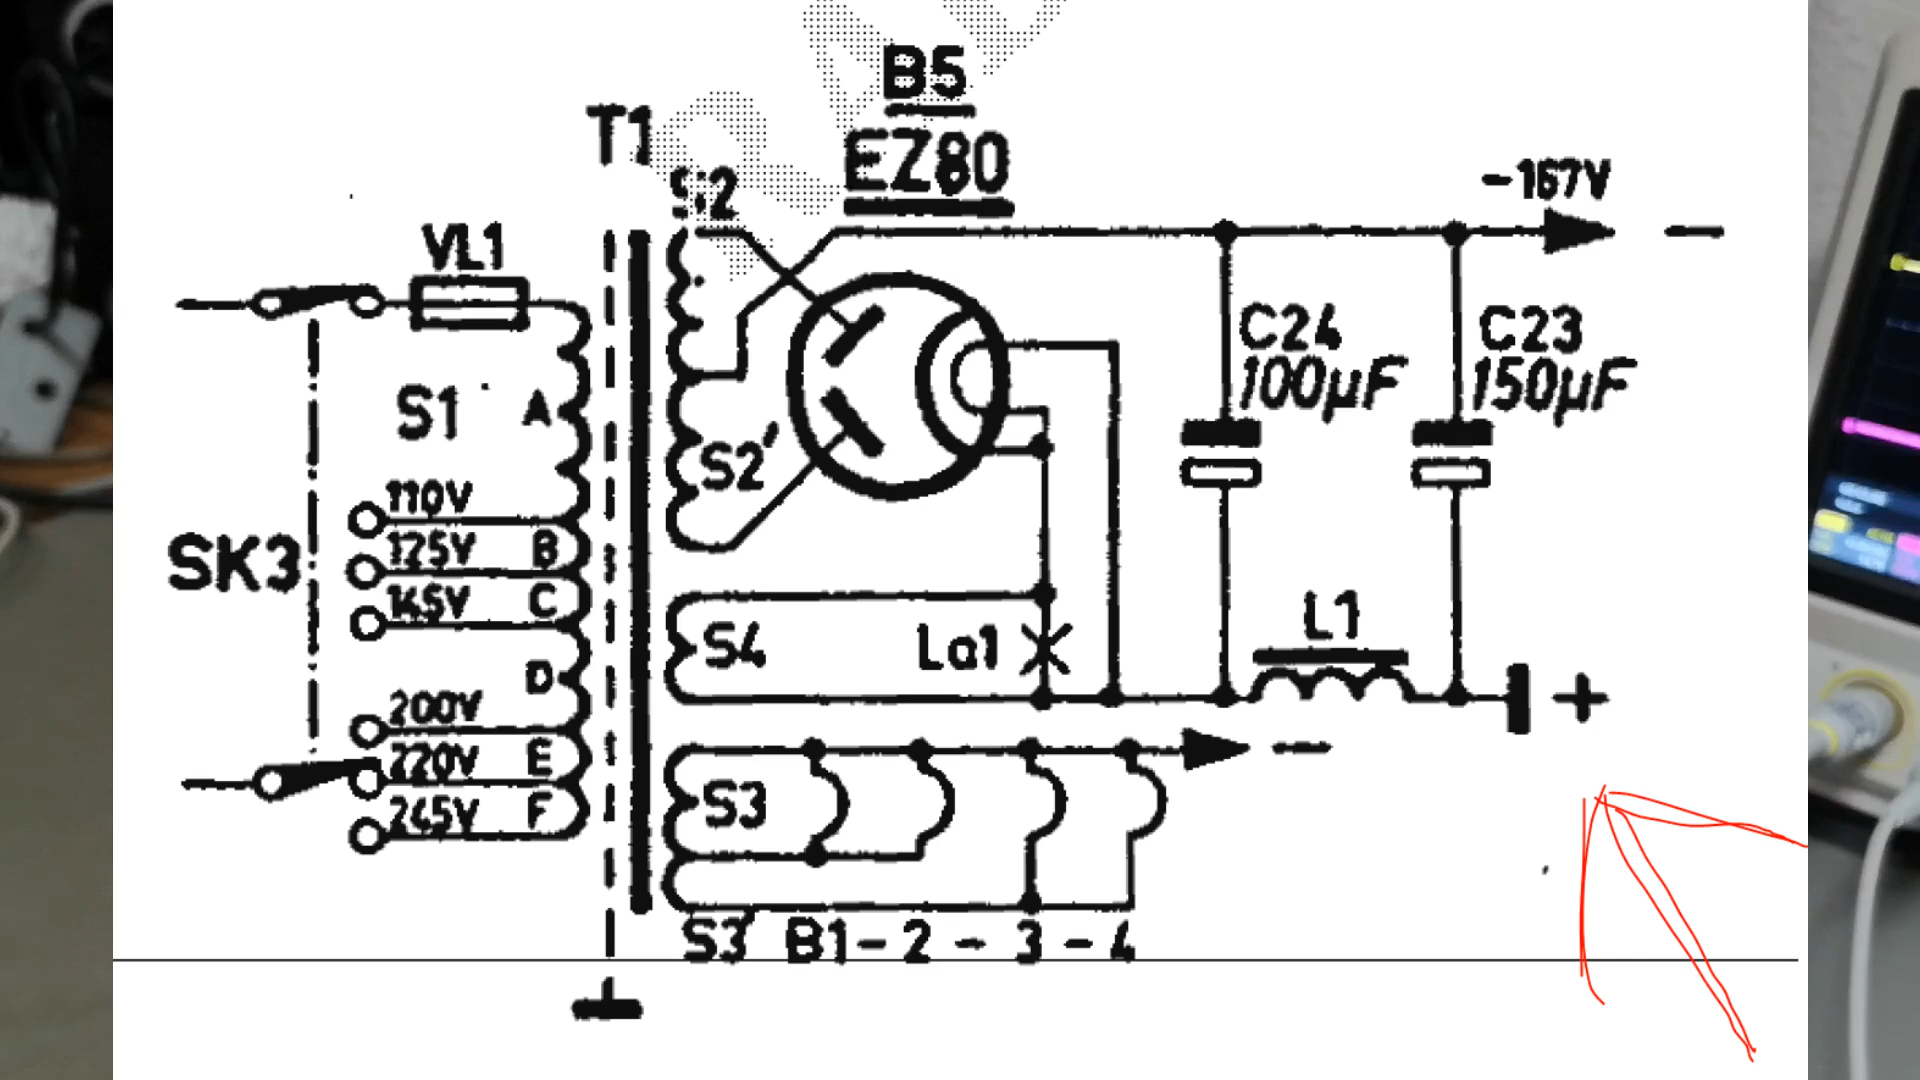 B5
EZ80
T1
S2
-167V
—
VL1
C24
100µF
C23
150µF
S1
A
S2'
110V
125V
B
SK3
145V
C
L1
S4
La1
D
200V
+
220V
E
—
245V
F
S3
S3' B1-2-3-4